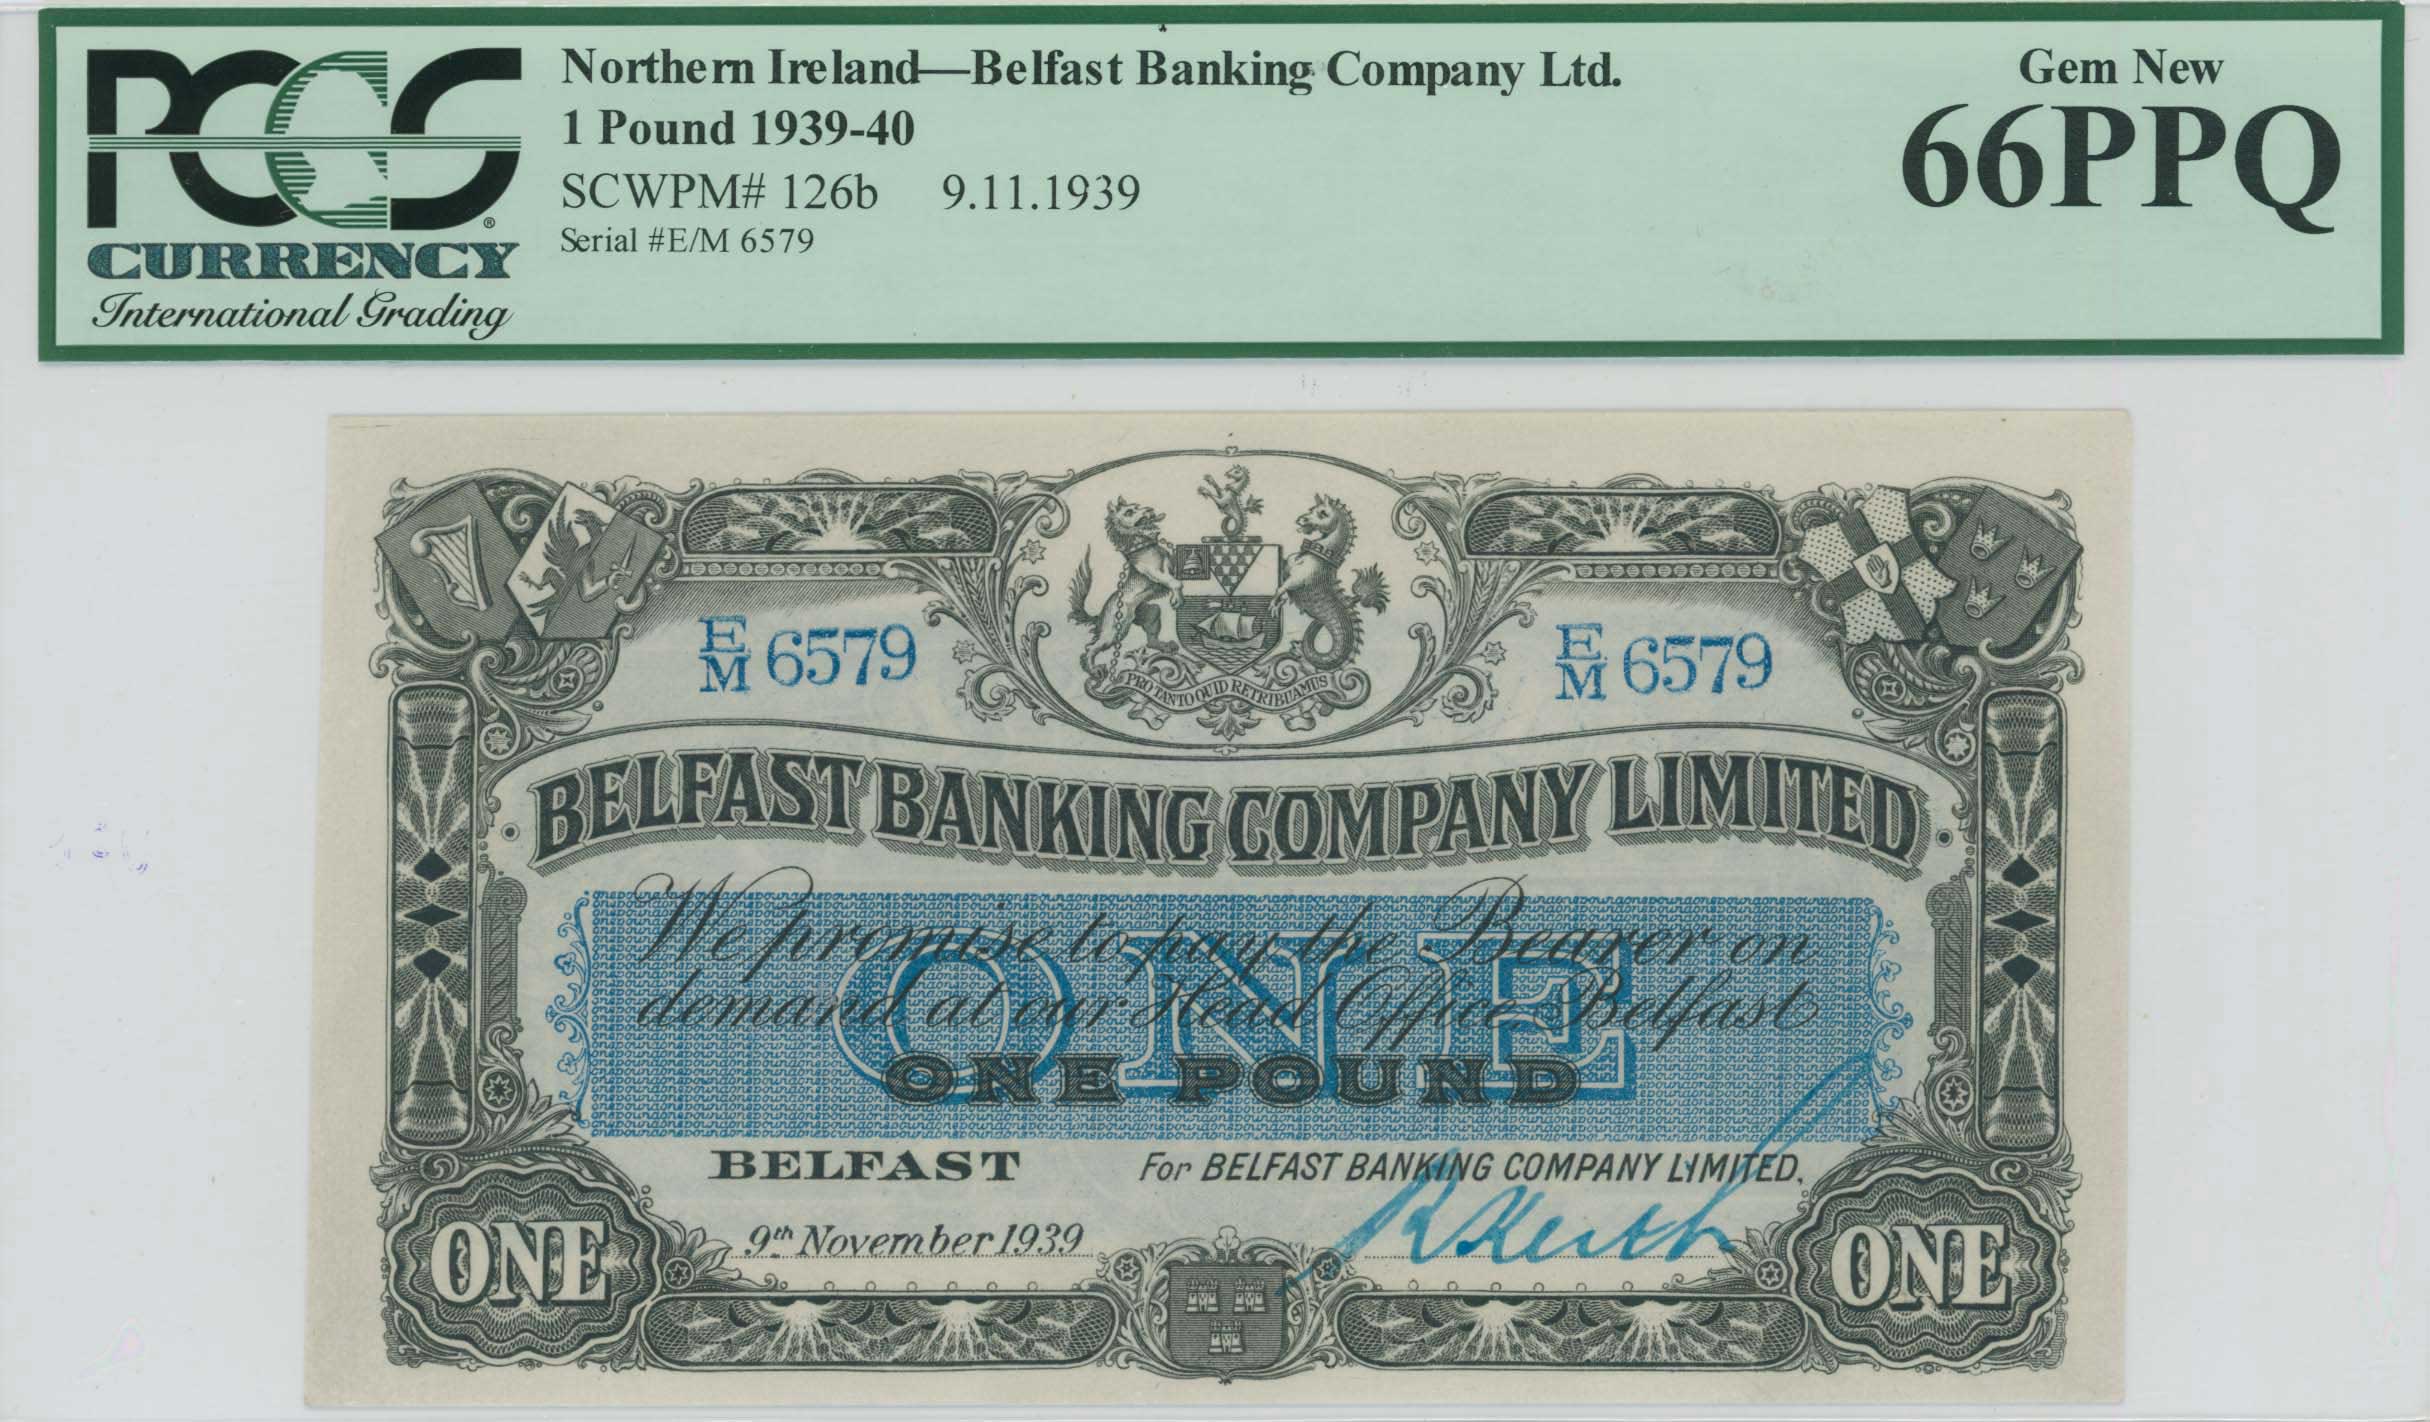 PCGS®
CURRENCY
International Grading
Northern Ireland—Belfast Banking Company Ltd.
1 Pound 1939-40
SCWPM# 126b 9.11.1939
Serial #E/M 6579
Gem New
66PPQ
E/M 6579
E/M 6579
PRO TANTO QUID RETRIBUAMUS
BELFAST BANKING COMPANY LIMITED
We promise to pay the Bearer on
demand at our Head Office Belfast
ONE
ONE POUND
BELFAST
For BELFAST BANKING COMPANY LIMITED.
9th November 1939
R Keith
ONE
ONE